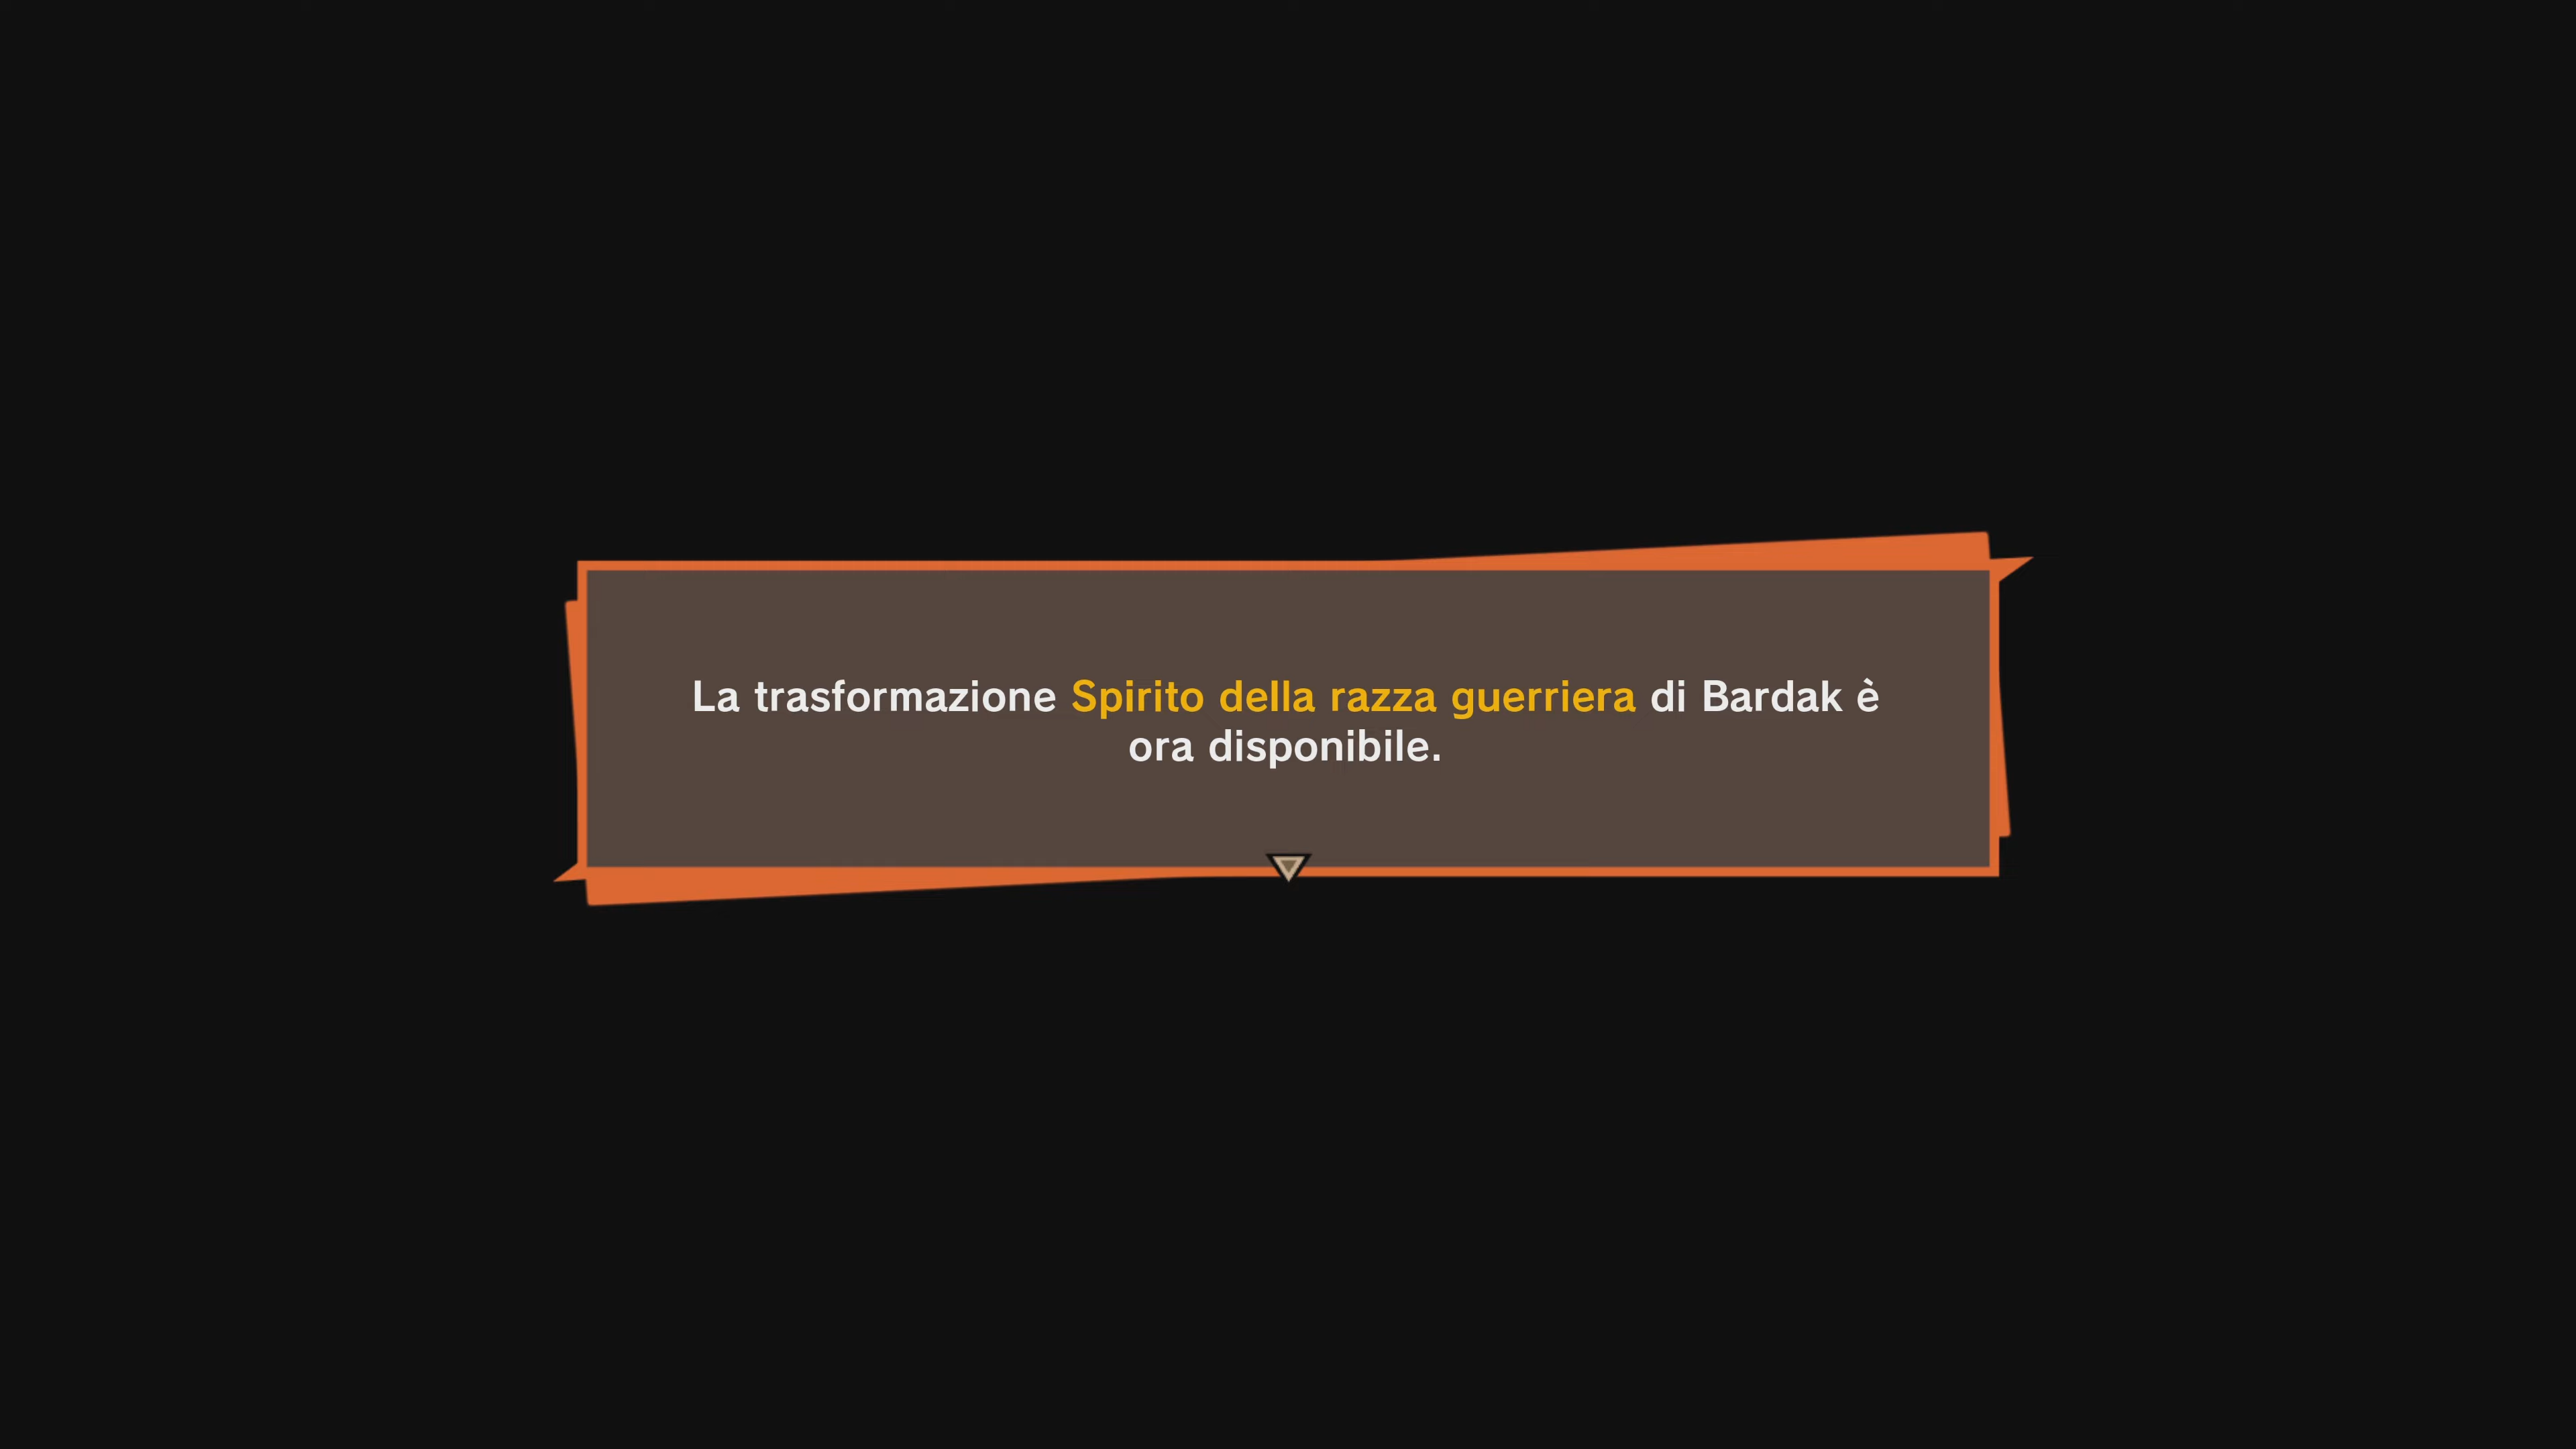 La trasformazione Spirito della razza guerriera di Bardak è
ora disponibile.